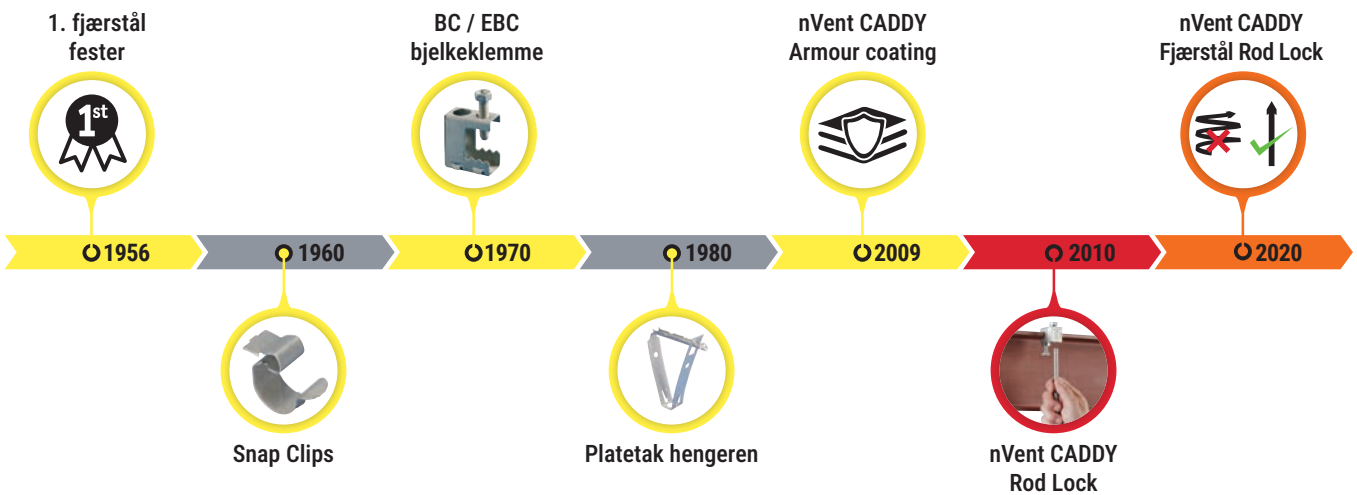 1. fjærstål
fester
BC / EBC
bjelkeklemme
nVent CADDY
Armour coating
nVent CADDY
Fjærstål Rod Lock
1st
1956
1960
1970
1980
2009
2010
2020
Snap Clips
Platetak hengeren
nVent CADDY
Rod Lock